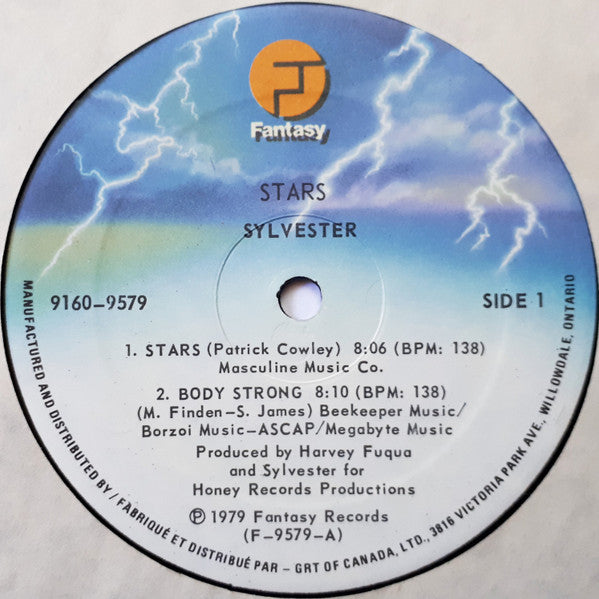 Fantasy
STARS
SYLVESTER
9160-9579
SIDE 1
1. STARS (Patrick Cowley) 8:06 (BPM: 138)
Masculine Music Co.
2. BODY STRONG 8:10 (BPM: 138)
(M. Finden-S. James) Beekeeper Music/
Borzoi Music-ASCAP/Megabyte Music
Produced by Harvey Fuqua
and Sylvester for
Honey Records Productions
℗ 1979 Fantasy Records
(F-9579-A)
MANUFACTURED AND DISTRIBUTED BY / FABRIQUÉ ET DISTRIBUÉ PAR - GRT OF CANADA, LTD., 3816 VICTORIA PARK AVE., WILLOWDALE, ONTARIO